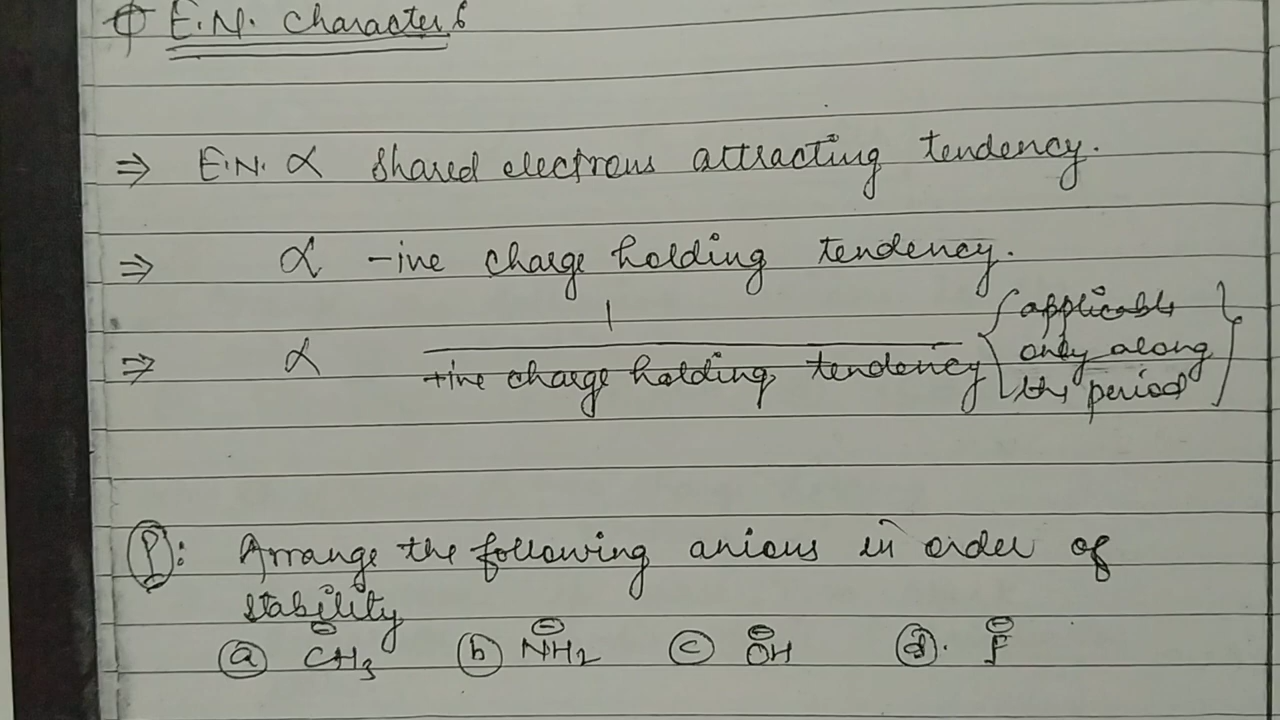 E.N. Character
⇒ E.N. α shared electrons attracting tendency.
⇒ α -ive charge holding tendency.
⇒ α 1 / +ive charge holding tendency { applicable only along the period }
(P): Arrange the following anions in order of
stability
(a) CH3⊖ (b) NH2⊖ (c) OH⊖ (d). F⊖